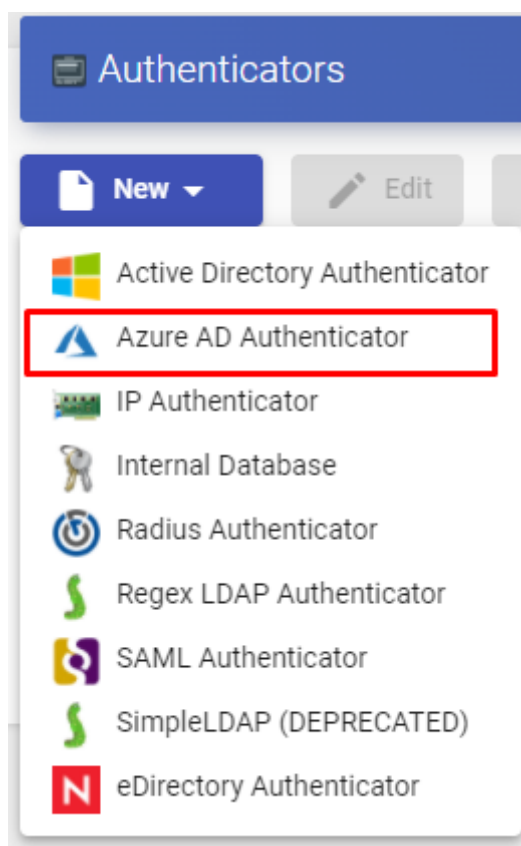 Authenticators
New
Edit
Active Directory Authenticator
Azure AD Authenticator
IP Authenticator
Internal Database
Radius Authenticator
Regex LDAP Authenticator
SAML Authenticator
SimpleLDAP (DEPRECATED)
eDirectory Authenticator